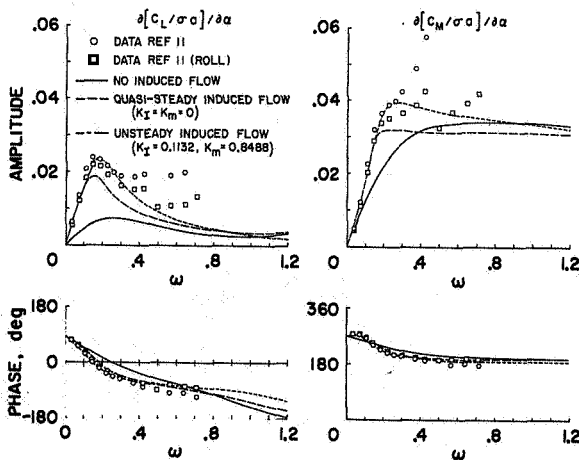 ∂[C_L/σa]/∂α
∂[C_M/σa]/∂α
○ DATA REF 11
□ DATA REF 11 (ROLL)
NO INDUCED FLOW
QUASI-STEADY INDUCED FLOW
(K_I = K_m = 0)
UNSTEADY INDUCED FLOW
(K_I = 0.1132, K_m = 0.8488)
AMPLITUDE
.06
.04
.02
0
.4
.8
1.2
ω
.06
.04
.02
0
.4
.8
1.2
ω
PHASE, deg
180
0
-180
0
.4
.8
1.2
ω
360
180
0
.4
.8
1.2
ω